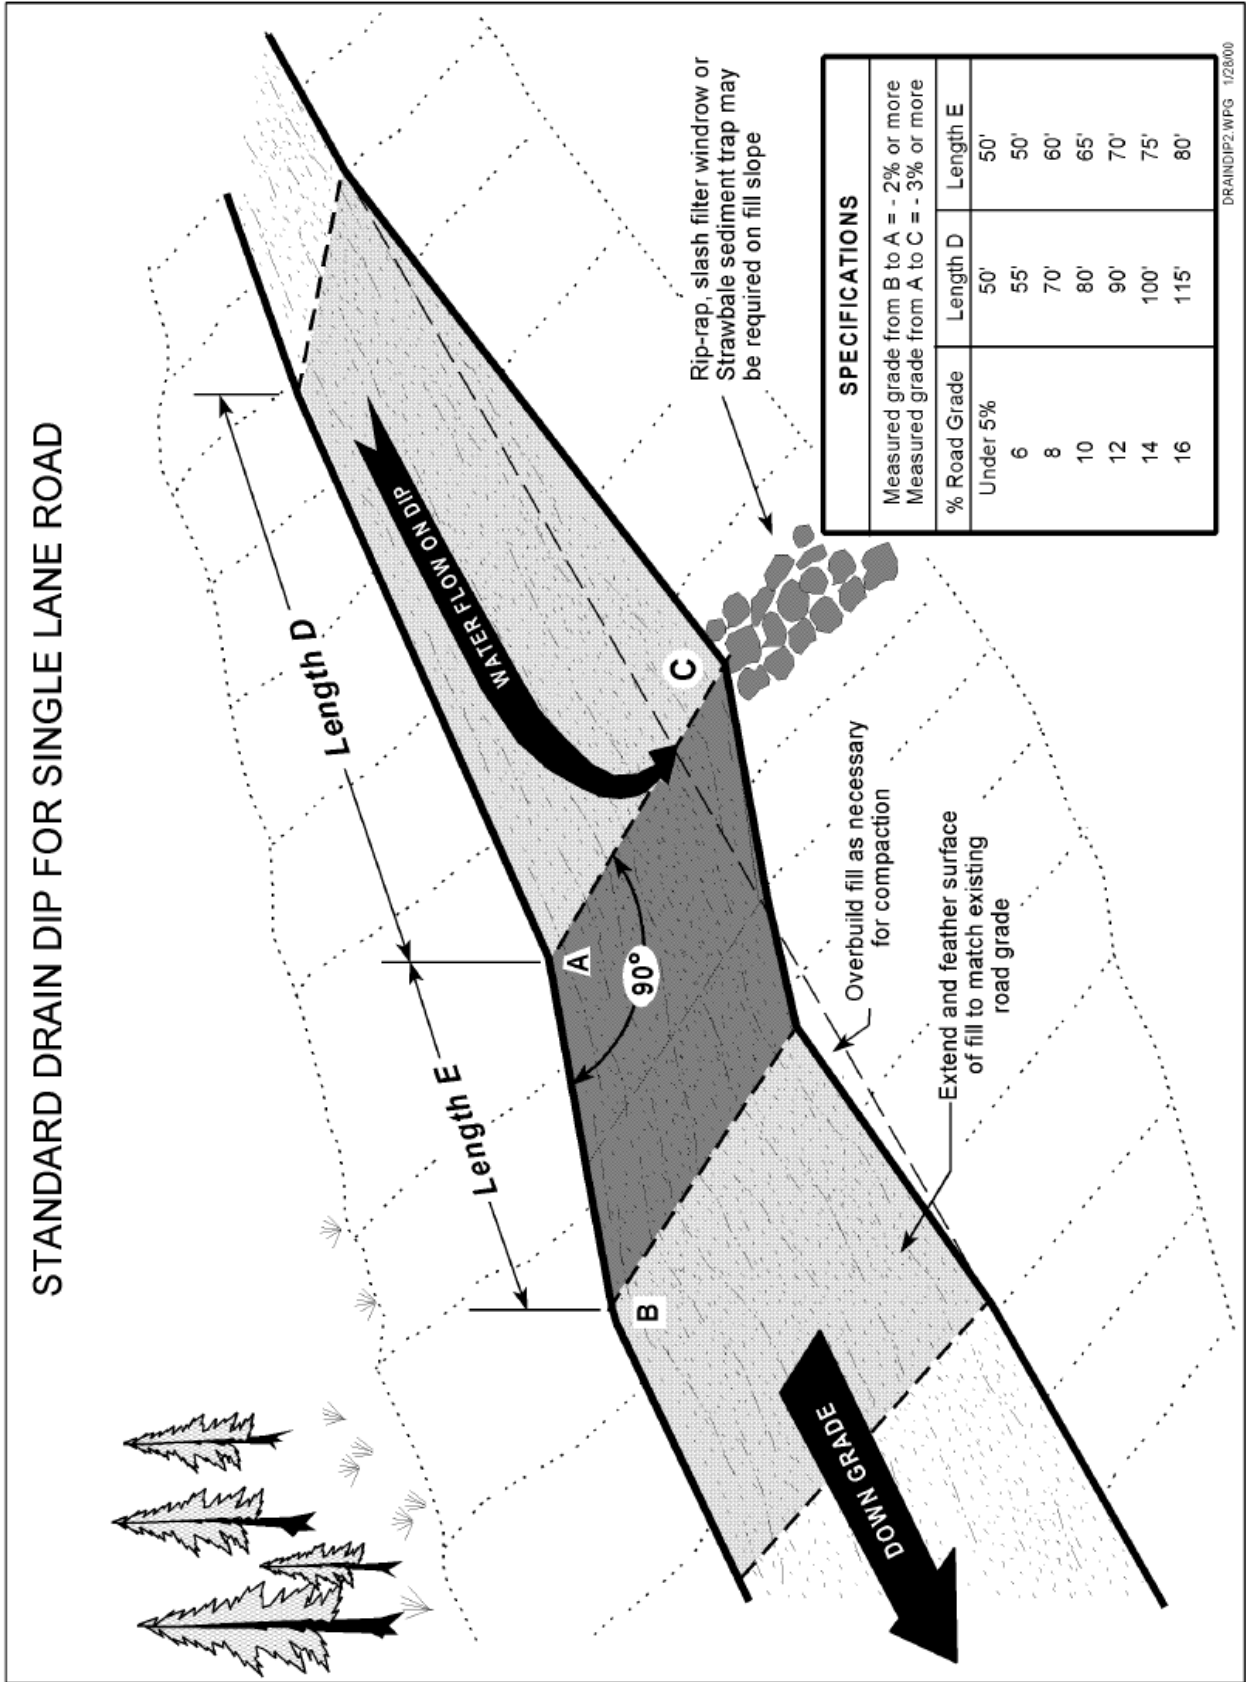 STANDARD DRAIN DIP FOR SINGLE LANE ROAD
Length E
Length D
WATER FLOW ON DIP
A
B
C
90°
DOWN GRADE
Overbuild fill as necessary
for compaction
Extend and feather surface
of fill to match existing
road grade
Rip-rap, slash filter windrow or
Strawbale sediment trap may
be required on fill slope
SPECIFICATIONS
Measured grade from B to A = - 2% or more
Measured grade from A to C = - 3% or more
% Road Grade Length D Length E
Under 5% 50' 50'
6 55' 50'
8 70' 60'
10 80' 65'
12 90' 70'
14 100' 75'
16 115' 80'
DRAINDIP2.WPG 1/28/00